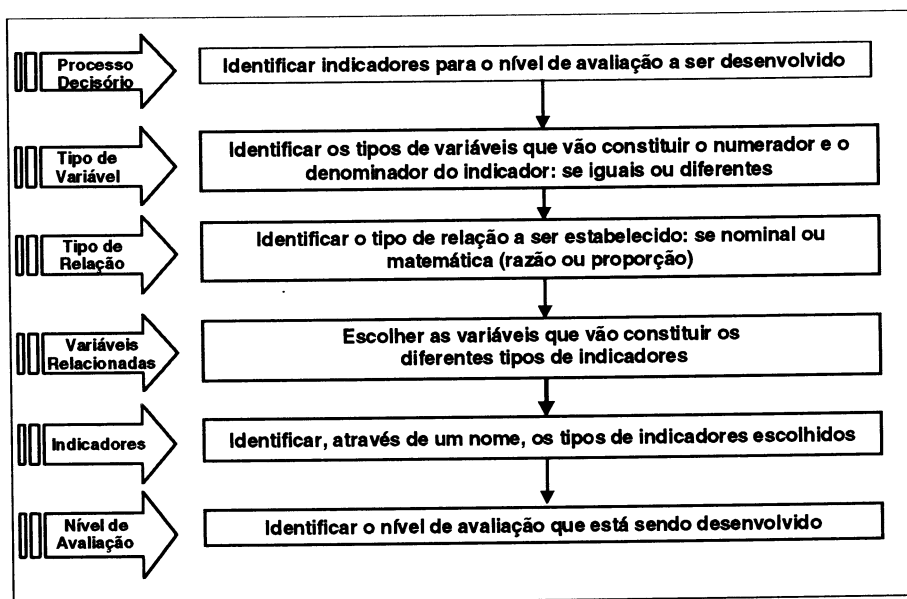 Processo
Decisório
Identificar indicadores para o nível de avaliação a ser desenvolvido
Tipo de
Variável
Identificar os tipos de variáveis que vão constituir o numerador e o
denominador do indicador: se iguais ou diferentes
Tipo de
Relação
Identificar o tipo de relação a ser estabelecido: se nominal ou
matemática (razão ou proporção)
Variáveis
Relacionadas
Escolher as variáveis que vão constituir os
diferentes tipos de indicadores
Indicadores
Identificar, através de um nome, os tipos de indicadores escolhidos
Nível de
Avaliação
Identificar o nível de avaliação que está sendo desenvolvido